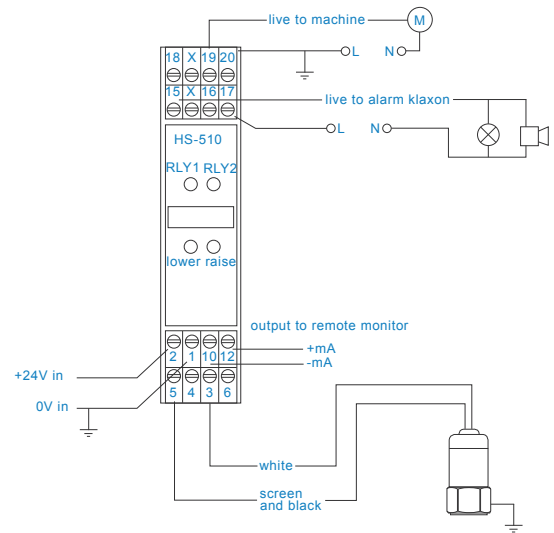 live to machine
M
18 X 19 20
L N
15 X 16 17
live to alarm klaxon
L N
HS-510
RLY1 RLY2
lower raise
output to remote monitor
2 1 10 12
+mA
-mA
+24V in
5 4 3 6
0V in
white
screen
and black